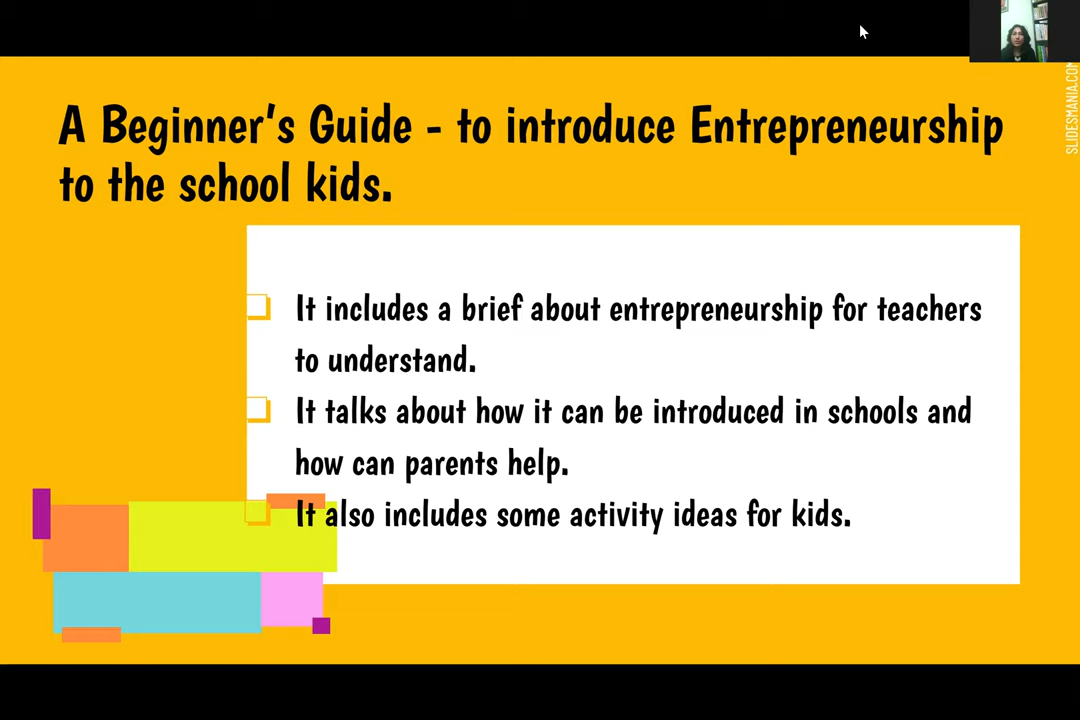 A Beginner's Guide - to introduce Entrepreneurship
to the school kids.
It includes a brief about entrepreneurship for teachers
to understand.
It talks about how it can be introduced in schools and
how can parents help.
It also includes some activity ideas for kids.
SLIDESMANIA.COM